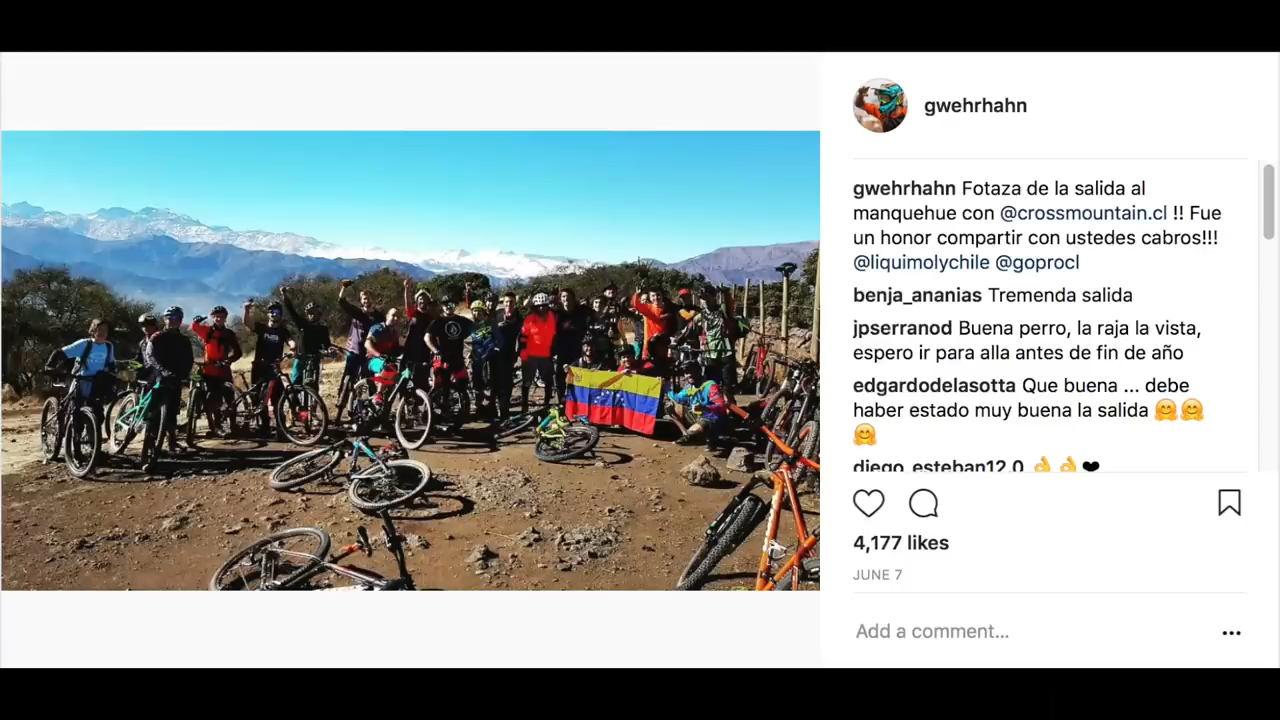 gwehrhahn
gwehrhahn Fotaza de la salida al
manquehue con @crossmountain.cl !! Fue
un honor compartir con ustedes cabros!!!
@liquimolychile @goprocl
benja_ananias Tremenda salida
jpserranod Buena perro, la raja la vista,
espero ir para alla antes de fin de año
edgardodelasotta Que buena ... debe
haber estado muy buena la salida 🤗🤗
🤗
diego_esteban12.0 👌👌❤
4,177 likes
JUNE 7
Add a comment...